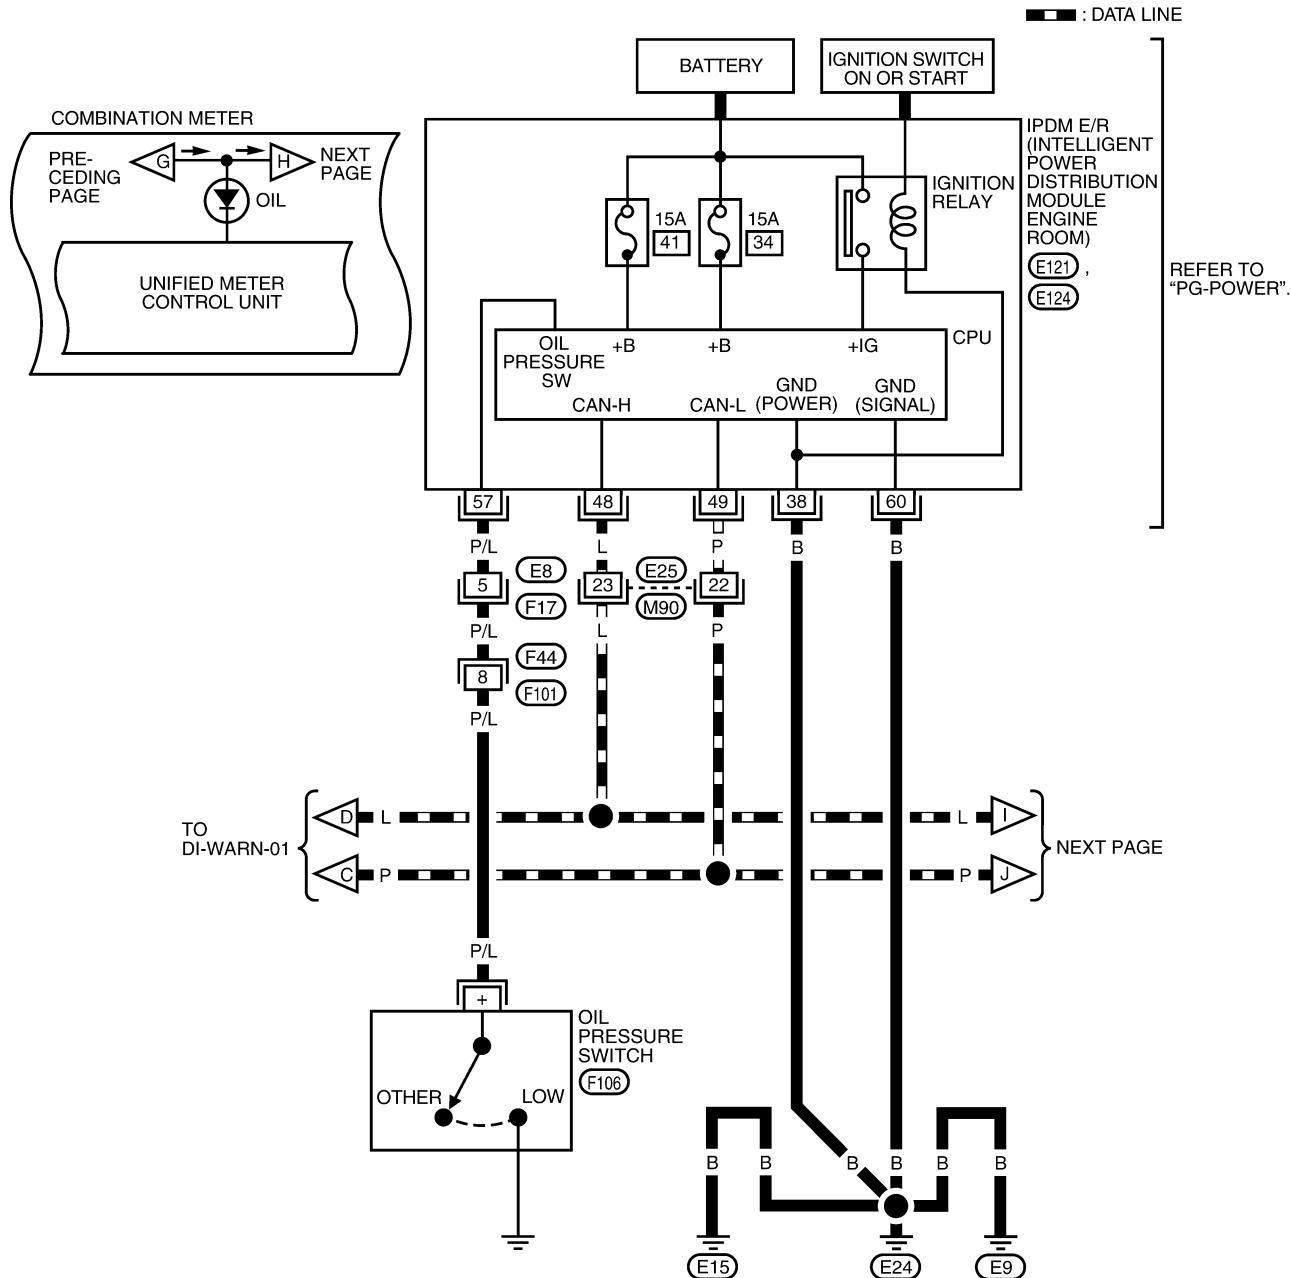 : DATA LINE
BATTERY
IGNITION SWITCH
ON OR START
COMBINATION METER
PRE-
CEDING
PAGE
G
H
NEXT
PAGE
OIL
UNIFIED METER
CONTROL UNIT
IPDM E/R
(INTELLIGENT
POWER
DISTRIBUTION
MODULE
ENGINE
ROOM)
E121 ,
E124
IGNITION
RELAY
15A
41
15A
34
REFER TO
“PG-POWER”.
CPU
OIL
PRESSURE
SW
+B
+B
+IG
CAN-H
CAN-L
GND
(POWER)
GND
(SIGNAL)
57
48
49
38
60
P/L
L
P
B
B
5
E8
F17
23
E25
M90
22
P/L
L
P
8
F44
F101
P/L
TO
DI-WARN-01
D
L
L
I
C
P
P
J
NEXT PAGE
P/L
+
OIL
PRESSURE
SWITCH
F106
OTHER
LOW
B
B
B
B
B
B
E15
E24
E9